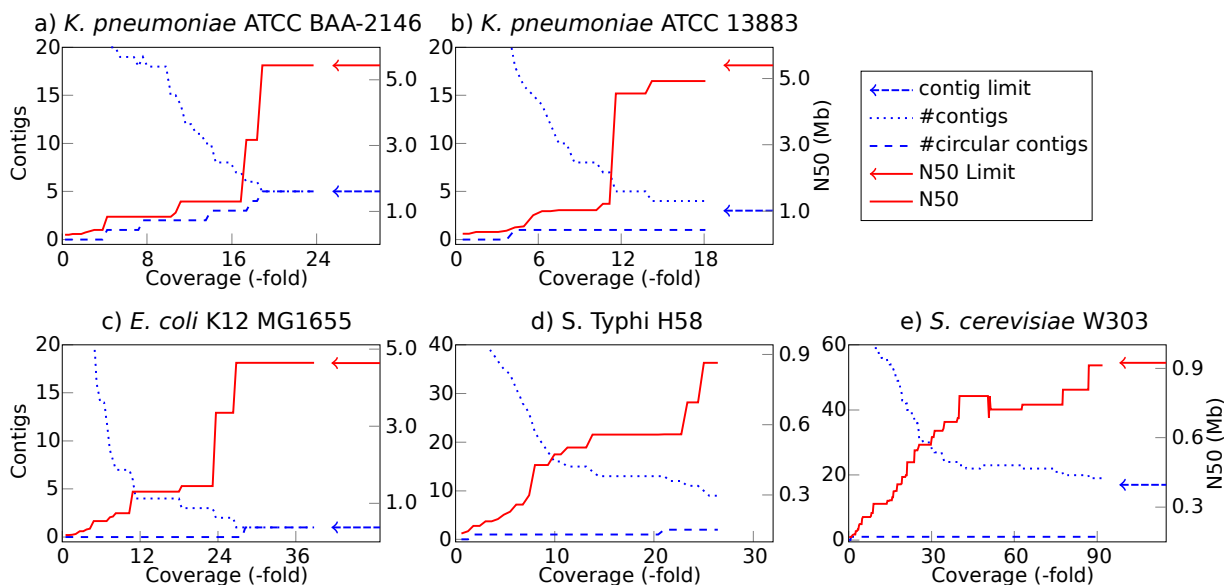 a) K. pneumoniae ATCC BAA-2146
b) K. pneumoniae ATCC 13883
Contigs
20
15
10
5
0
0 8 16 24
Coverage (-fold)
5.0
3.0
1.0
20
15
10
5
0
0 6 12 18
Coverage (-fold)
5.0
3.0
1.0
N50 (Mb)
contig limit
#contigs
#circular contigs
N50 Limit
N50
c) E. coli K12 MG1655
d) S. Typhi H58
e) S. cerevisiae W303
Contigs
20
15
10
5
0
0 12 24 36
Coverage (-fold)
5.0
3.0
1.0
40
30
20
10
0
0 10 20 30
Coverage (-fold)
0.9
0.6
0.3
60
40
20
0
0 30 60 90
Coverage (-fold)
0.9
0.6
0.3
N50 (Mb)